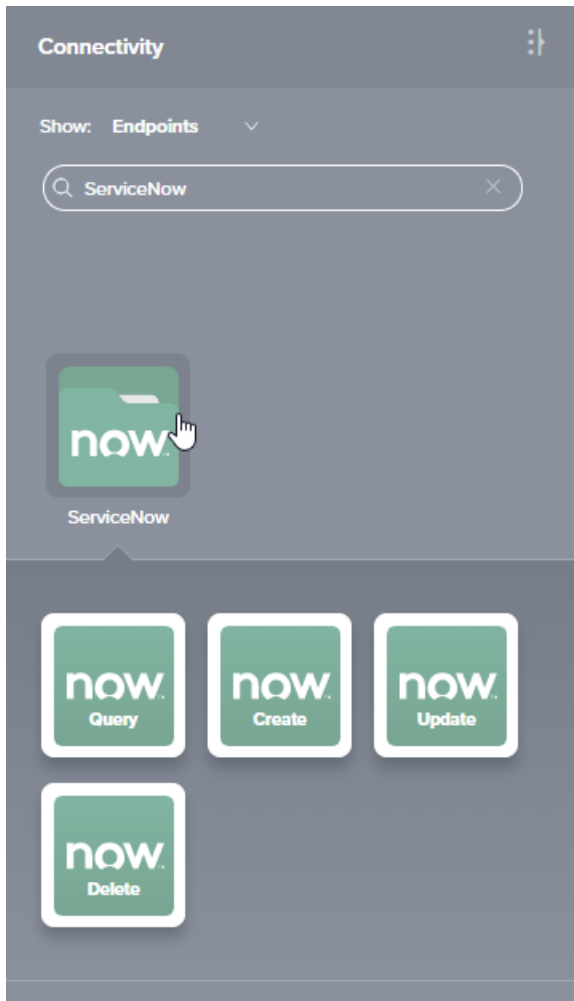 Connectivity
Show: Endpoints
ServiceNow
now.
ServiceNow
now. now. now.
Query Create Update
now.
Delete